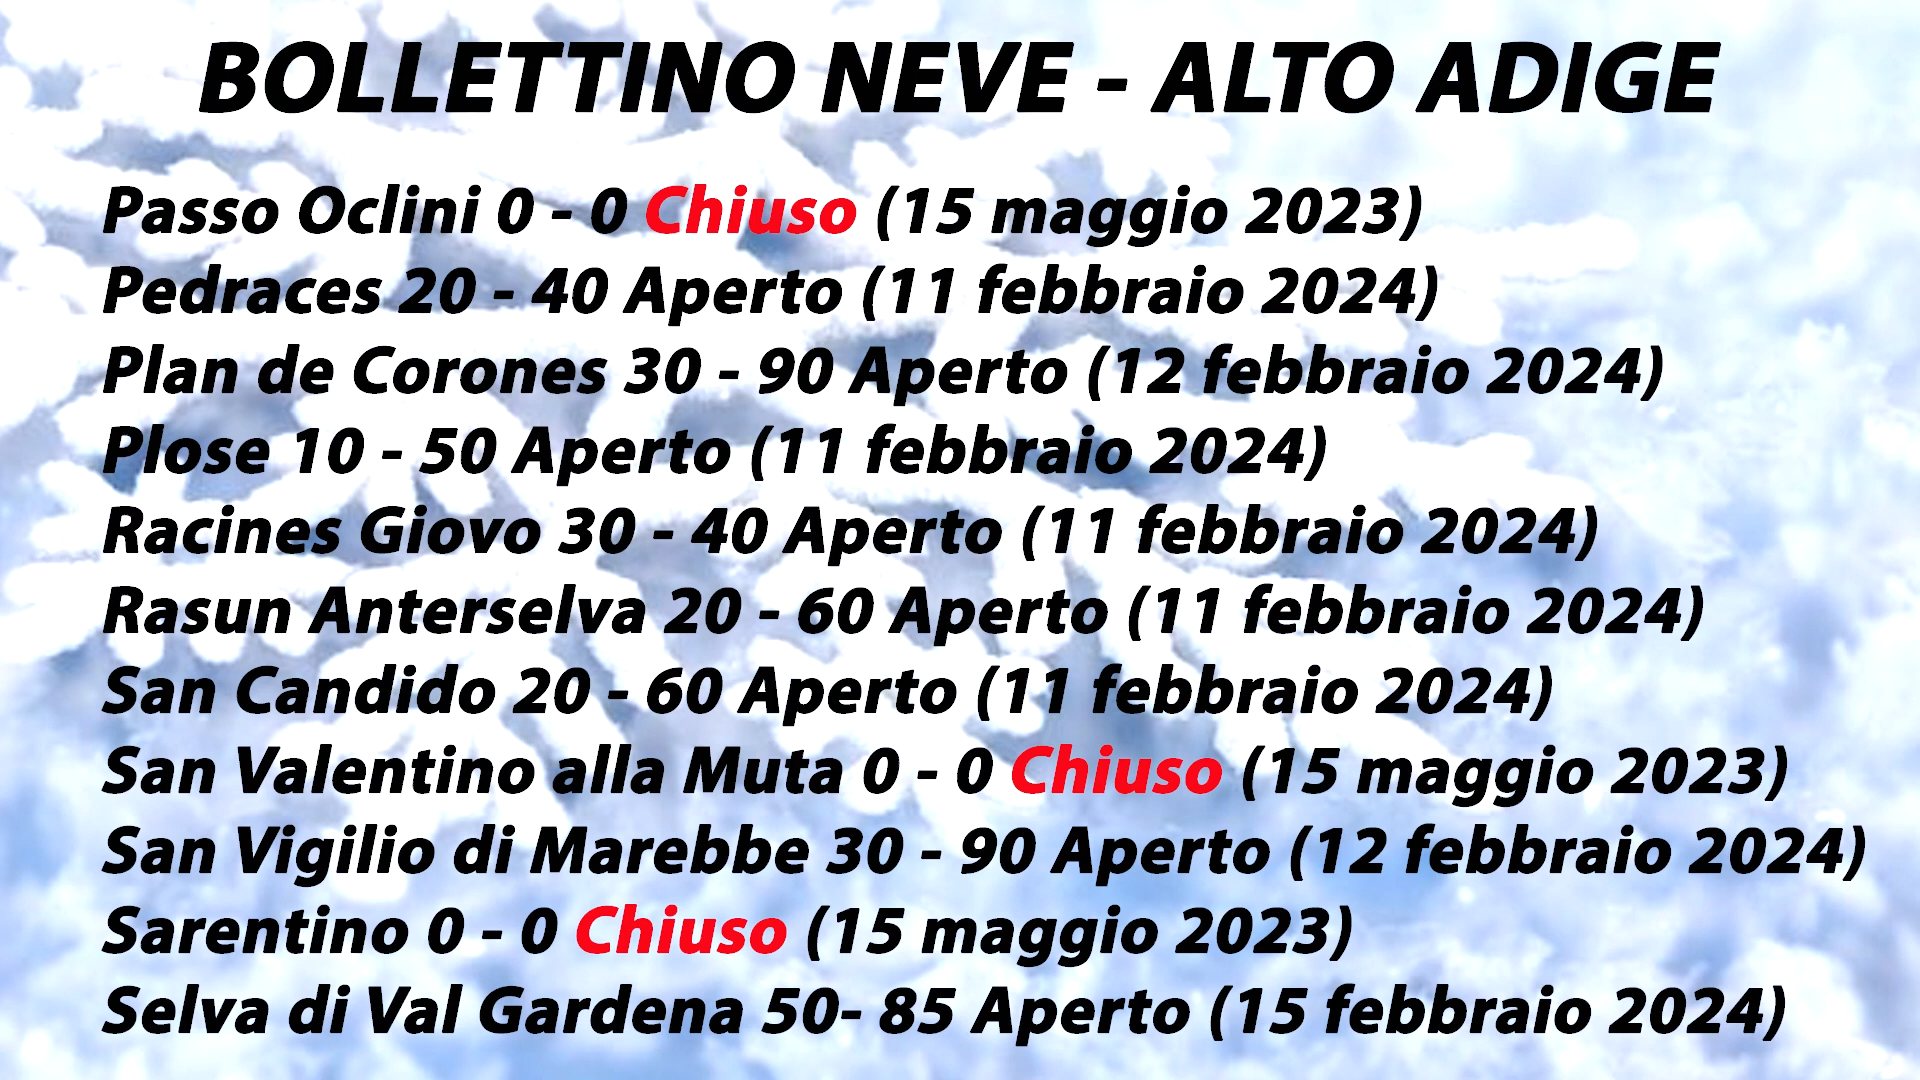 BOLLETTINO NEVE - ALTO ADIGE
Passo Oclini 0 - 0 Chiuso (15 maggio 2023)
Pedraces 20 - 40 Aperto (11 febbraio 2024)
Plan de Corones 30 - 90 Aperto (12 febbraio 2024)
Plose 10 - 50 Aperto (11 febbraio 2024)
Racines Giovo 30 - 40 Aperto (11 febbraio 2024)
Rasun Anterselva 20 - 60 Aperto (11 febbraio 2024)
San Candido 20 - 60 Aperto (11 febbraio 2024)
San Valentino alla Muta 0 - 0 Chiuso (15 maggio 2023)
San Vigilio di Marebbe 30 - 90 Aperto (12 febbraio 2024)
Sarentino 0 - 0 Chiuso (15 maggio 2023)
Selva di Val Gardena 50- 85 Aperto (15 febbraio 2024)